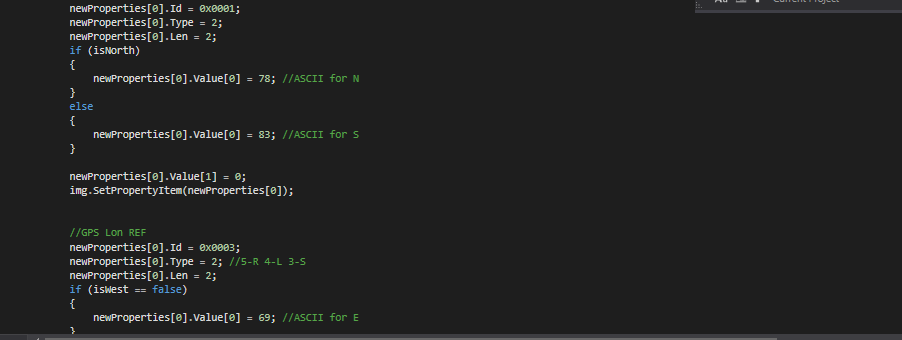 newProperties[0].Id = 0x0001;
newProperties[0].Type = 2;
newProperties[0].Len = 2;
if (isNorth)
{
newProperties[0].Value[0] = 78; //ASCII for N
}
else
{
newProperties[0].Value[0] = 83; //ASCII for S
}
newProperties[0].Value[1] = 0;
img.SetPropertyItem(newProperties[0]);
//GPS Lon REF
newProperties[0].Id = 0x0003;
newProperties[0].Type = 2; //5-R 4-L 3-S
newProperties[0].Len = 2;
if (isWest == false)
{
newProperties[0].Value[0] = 69; //ASCII for E
}
Current Project